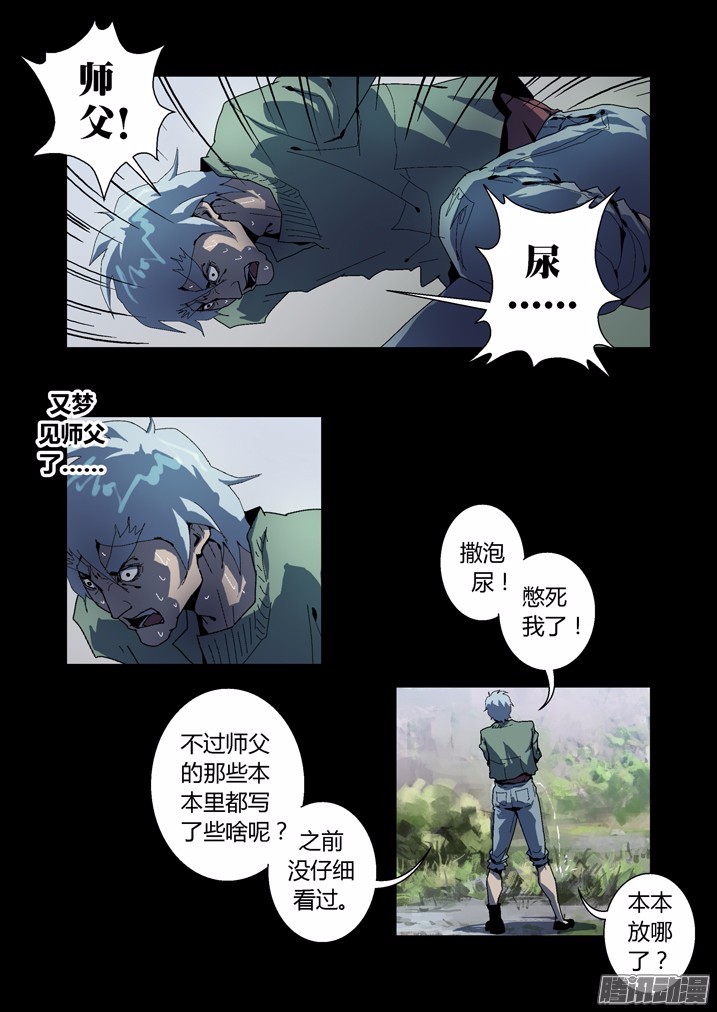 师
父！
尿
……
又梦
见师父
了……
撒泡
尿！
憋死
我了！
不过师父
的那些本
本里都写
了些啥呢？
之前
没仔细
看过。
本本
放哪
了？
腾讯动漫